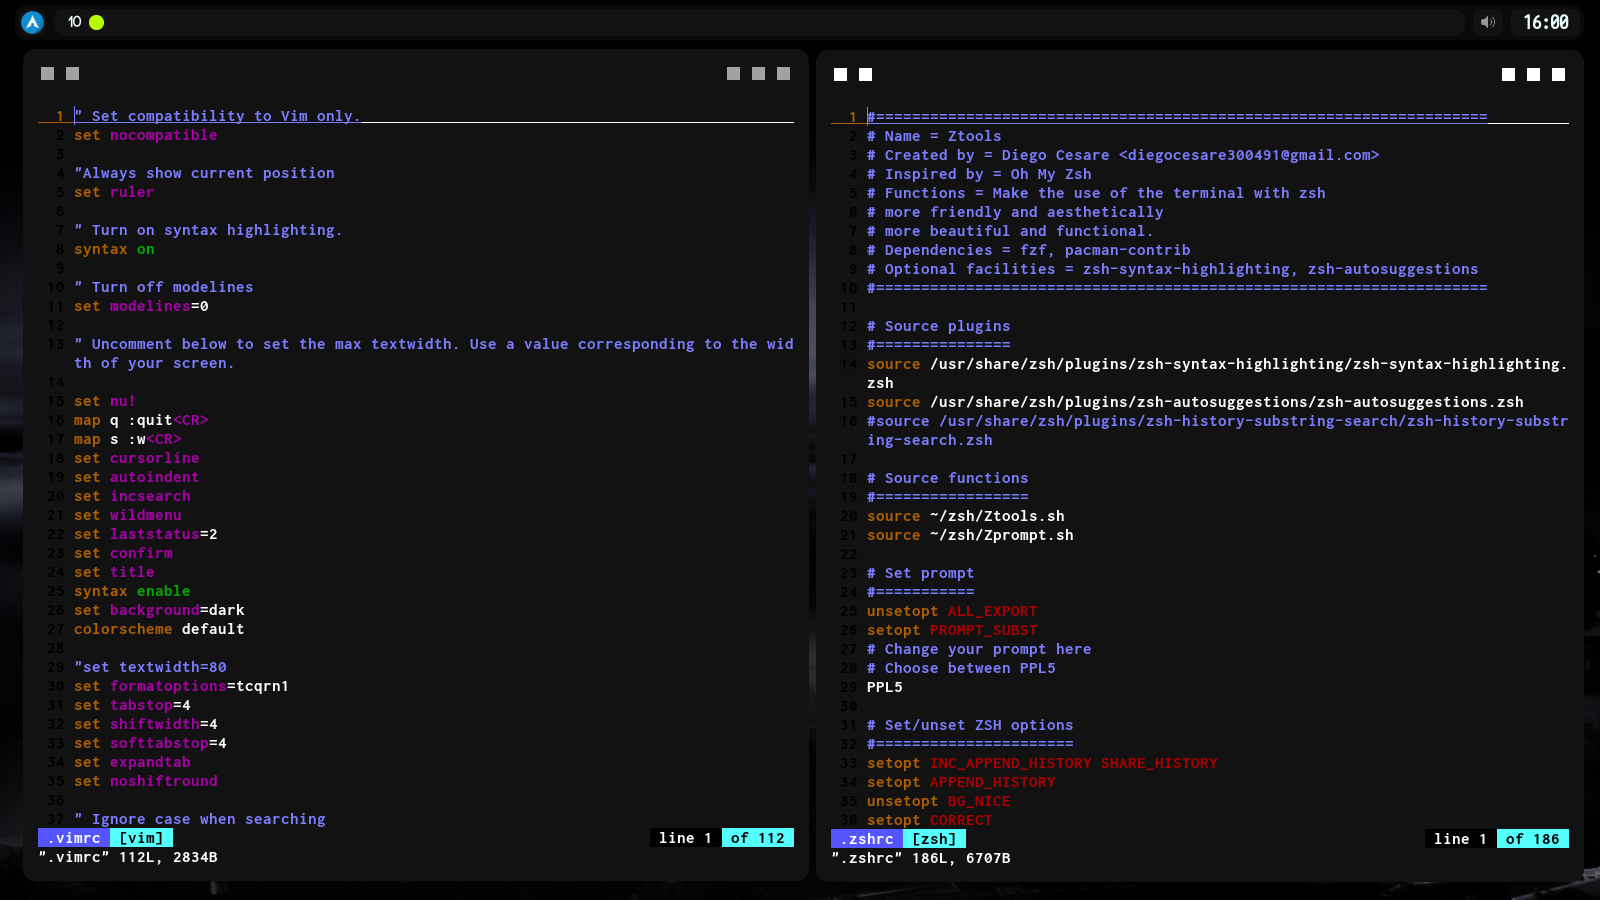 10
16:00
1 " Set compatibility to Vim only.
2 set nocompatible
3
4 "Always show current position
5 set ruler
6
7 " Turn on syntax highlighting.
8 syntax on
9
10 " Turn off modelines
11 set modelines=0
12
13 " Uncomment below to set the max textwidth. Use a value corresponding to the wid
th of your screen.
14
15 set nu!
16 map q :quit<CR>
17 map s :w<CR>
18 set cursorline
19 set autoindent
20 set incsearch
21 set wildmenu
22 set laststatus=2
23 set confirm
24 set title
25 syntax enable
26 set background=dark
27 colorscheme default
28
29 "set textwidth=80
30 set formatoptions=tcqrn1
31 set tabstop=4
32 set shiftwidth=4
33 set softtabstop=4
34 set expandtab
35 set noshiftround
36
37 " Ignore case when searching
.vimrc [vim] line 1 of 112
".vimrc" 112L, 2834B
1 #====================================================================
2 # Name = Ztools
3 # Created by = Diego Cesare <diegocesare300491@gmail.com>
4 # Inspired by = Oh My Zsh
5 # Functions = Make the use of the terminal with zsh
6 # more friendly and aesthetically
7 # more beautiful and functional.
8 # Dependencies = fzf, pacman-contrib
9 # Optional facilities = zsh-syntax-highlighting, zsh-autosuggestions
10 #====================================================================
11
12 # Source plugins
13 #===============
14 source /usr/share/zsh/plugins/zsh-syntax-highlighting/zsh-syntax-highlighting.
zsh
15 source /usr/share/zsh/plugins/zsh-autosuggestions/zsh-autosuggestions.zsh
16 #source /usr/share/zsh/plugins/zsh-history-substring-search/zsh-history-substr
ing-search.zsh
17
18 # Source functions
19 #=================
20 source ~/zsh/Ztools.sh
21 source ~/zsh/Zprompt.sh
22
23 # Set prompt
24 #===========
25 unsetopt ALL_EXPORT
26 setopt PROMPT_SUBST
27 # Change your prompt here
28 # Choose between PPL5
29 PPL5
30
31 # Set/unset ZSH options
32 #======================
33 setopt INC_APPEND_HISTORY SHARE_HISTORY
34 setopt APPEND_HISTORY
35 unsetopt BG_NICE
36 setopt CORRECT
.zshrc [zsh] line 1 of 186
".zshrc" 186L, 6707B